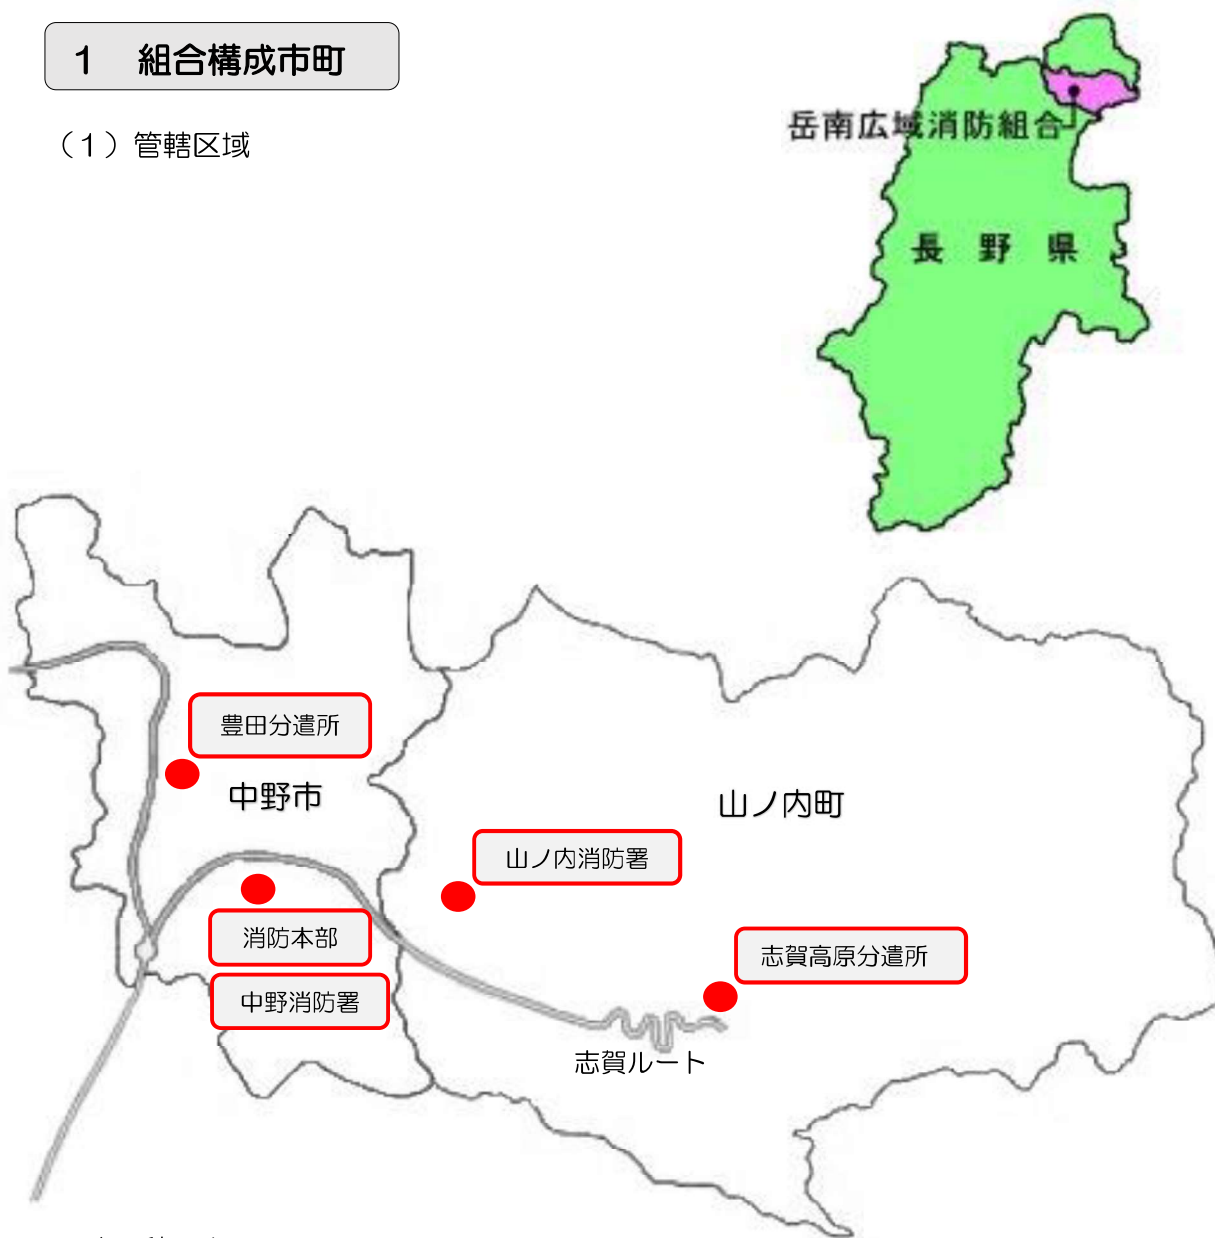 1　組合構成市町
（1）管轄区域
岳南広域消防組合
長　野　県
豊田分遣所
中野市
山ノ内町
山ノ内消防署
消防本部
志賀高原分遣所
中野消防署
志賀ルート